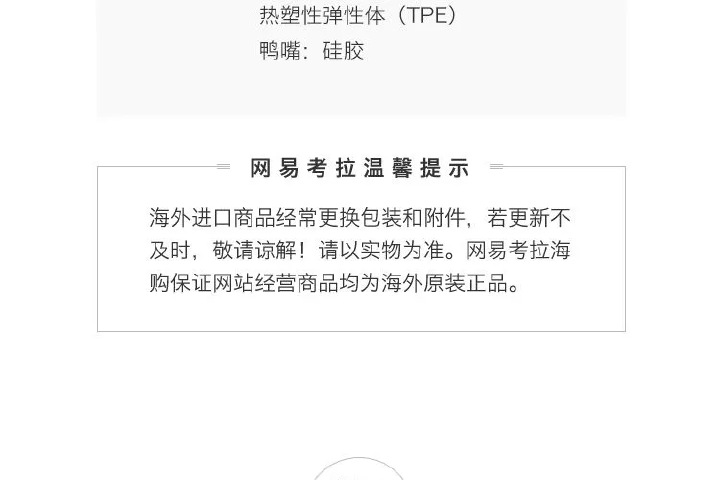 热塑性弹性体（TPE）
鸭嘴：硅胶
网易考拉温馨提示
海外进口商品经常更换包装和附件，若更新不
及时，敬请谅解！请以实物为准。网易考拉海
购保证网站经营商品均为海外原装正品。